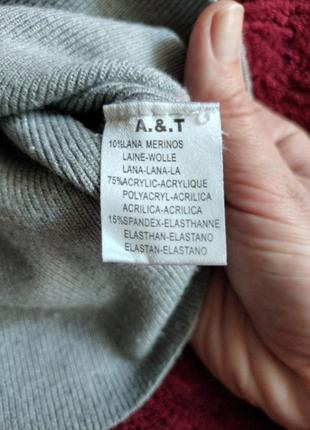 A.&.T
10%LANA MERINOS
LAINE-WOLLE
LANA-LANA-LA
75%ACRYLIC-ACRYLIQUE
POLYACRYL-ACRILICA
ACRILICA-ACRILIC
15%SPANDEX-ELASTHANNE
ELASTHAN-ELASTANO
ELASTAN-ELASTANO